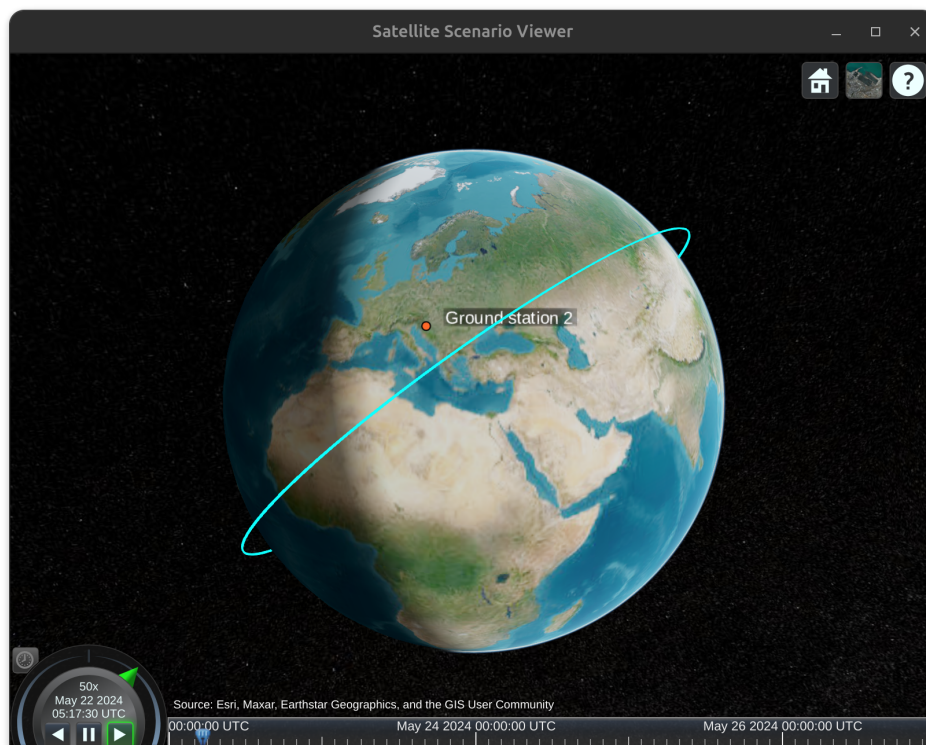 Satellite Scenario Viewer
?
Ground station 2
50x
May 22 2024
05:17:30 UTC
Source: Esri, Maxar, Earthstar Geographics, and the GIS User Community
00:00:00 UTC
May 24 2024 00:00:00 UTC
May 26 2024 00:00:00 UTC